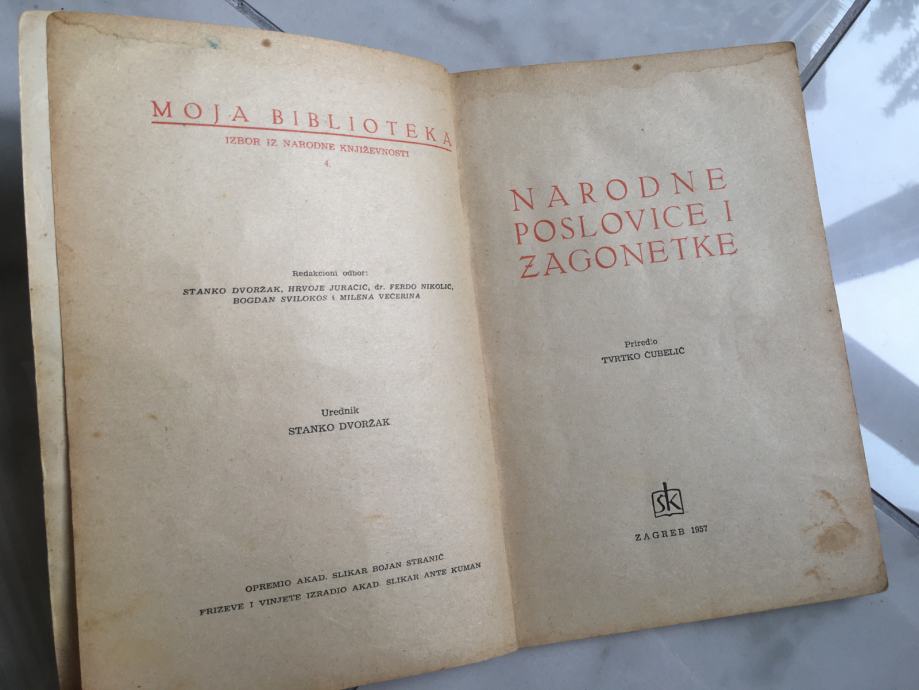 MOJA BIBLIOTEKA
IZBOR IZ NARODNE KNJIŽEVNOSTI
4.
Redakcioni odbor:
STANKO DVORŽAK, HRVOJE JURAČIĆ, dr. FERDO NIKOLIĆ,
BOGDAN SVILOKOS i MILENA VEČERINA
Urednik
STANKO DVORŽAK
OPREMIO AKAD. SLIKAR BOJAN STRANIĆ
FRIZEVE I VINJETE IZRADIO AKAD. SLIKAR ANTE KUMAN
NARODNE
POSLOVICE I
ZAGONETKE
Priredio
TVRTKO ČUBELIĆ
ŠK
ZAGREB 1957